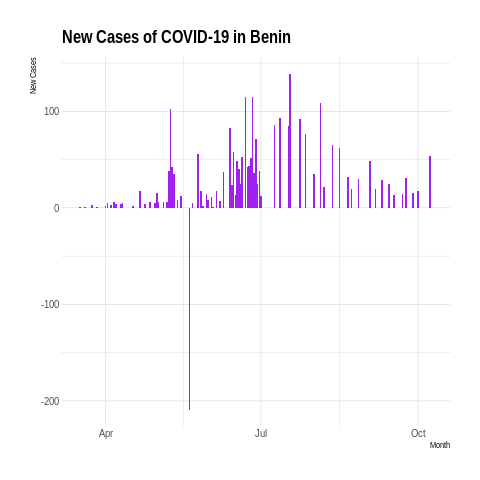 New Cases of COVID-19 in Benin
New Cases
100
0
-100
-200
Apr
Jul
Oct
Month